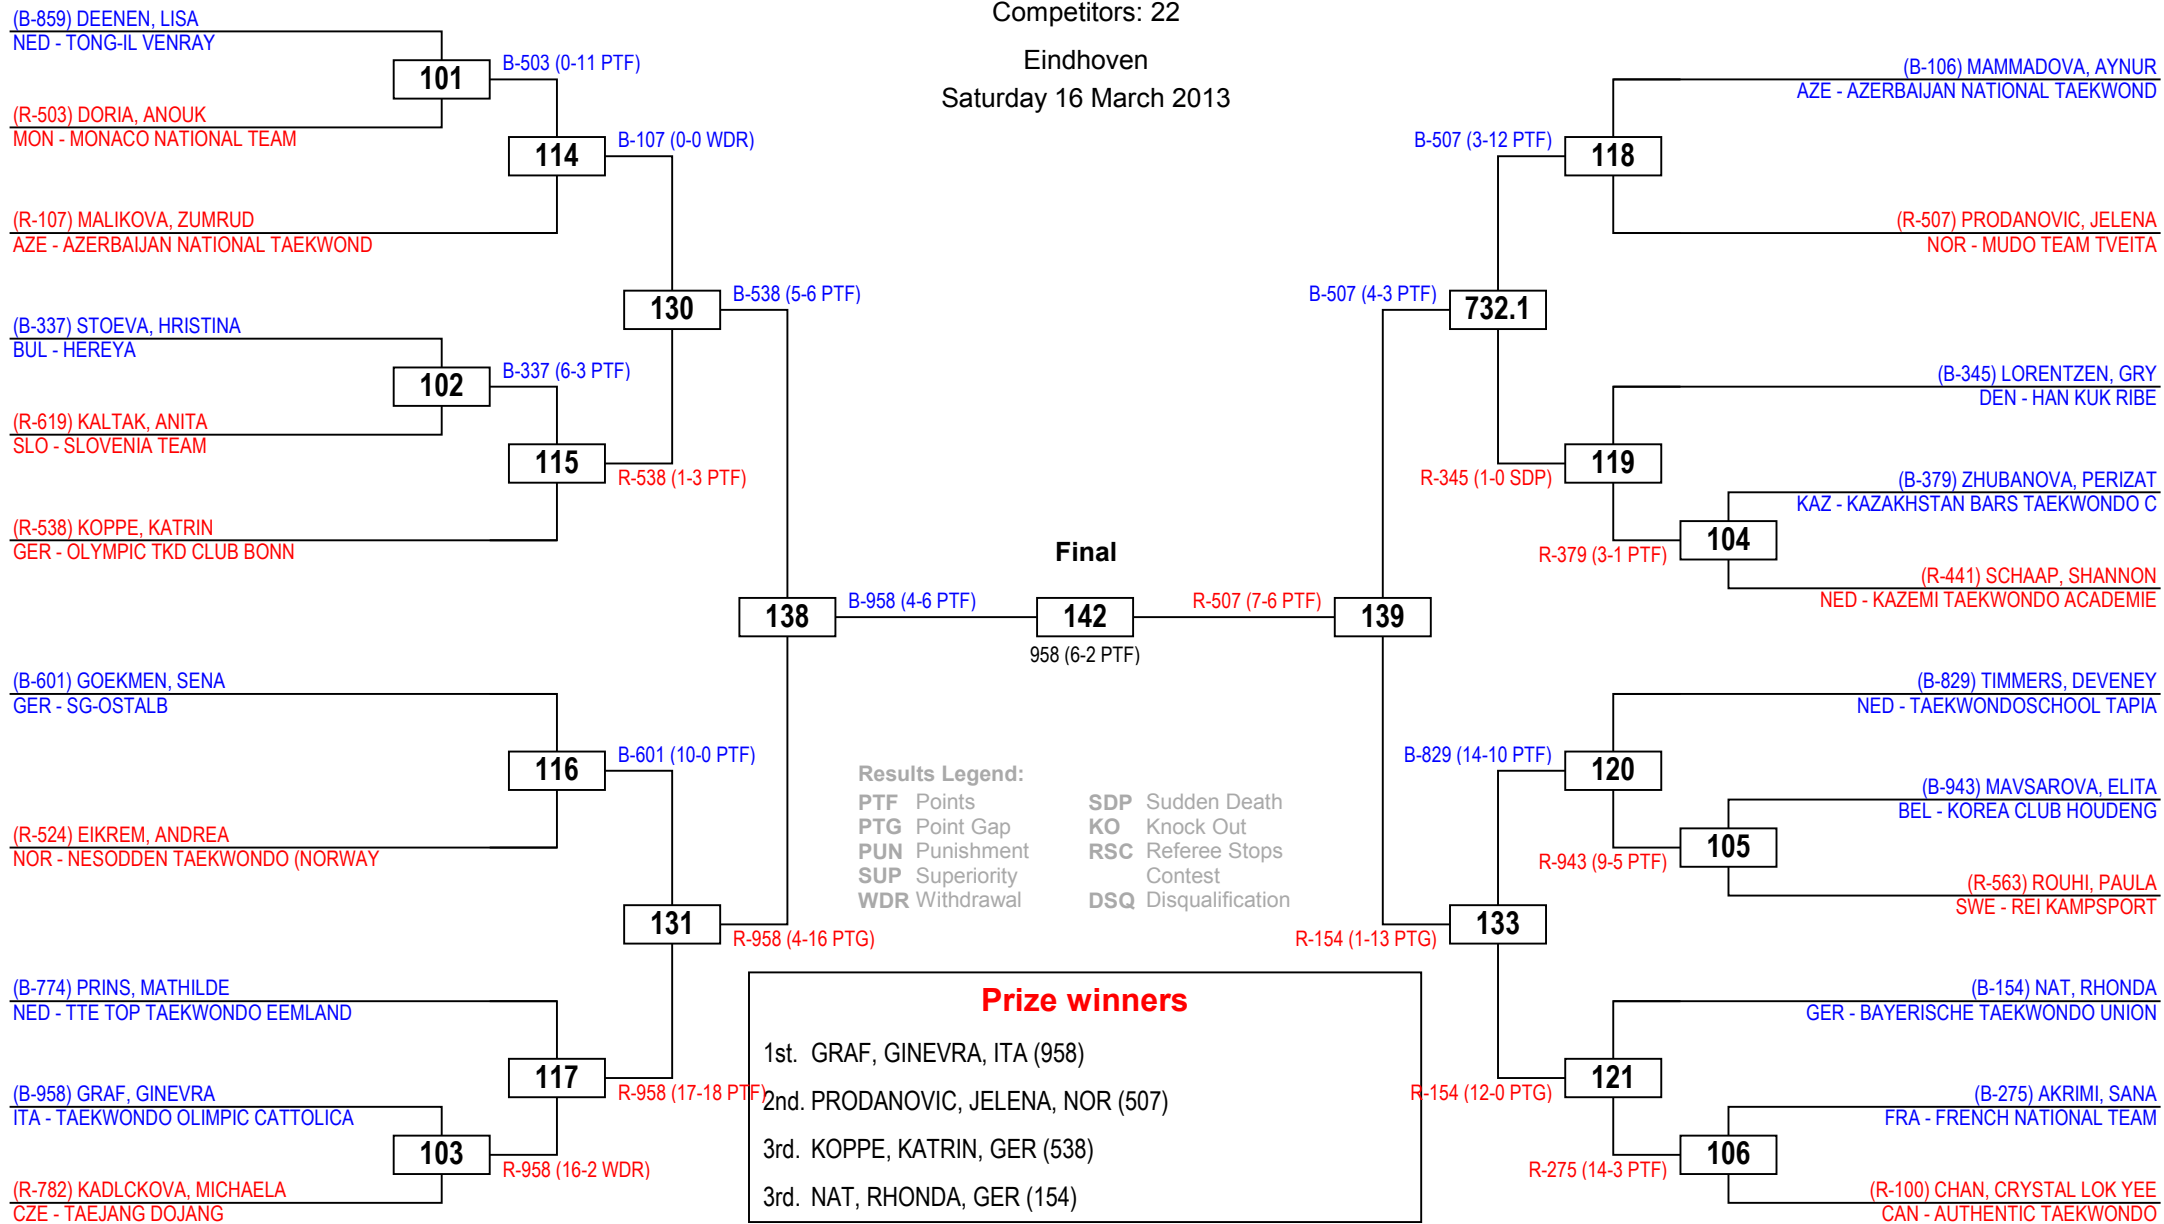 Competitors: 22
Eindhoven
Saturday 16 March 2013
(B-859) DEENEN, LISA
NED - TONG-IL VENRAY
101
B-503 (0-11 PTF)
(R-503) DORIA, ANOUK
MON - MONACO NATIONAL TEAM
114
B-107 (0-0 WDR)
(R-107) MALIKOVA, ZUMRUD
AZE - AZERBAIJAN NATIONAL TAEKWOND
130
B-538 (5-6 PTF)
(B-337) STOEVA, HRISTINA
BUL - HEREYA
102
B-337 (6-3 PTF)
(R-619) KALTAK, ANITA
SLO - SLOVENIA TEAM
115
R-538 (1-3 PTF)
(R-538) KOPPE, KATRIN
GER - OLYMPIC TKD CLUB BONN
138
B-958 (4-6 PTF)
(B-601) GOEKMEN, SENA
GER - SG-OSTALB
116
B-601 (10-0 PTF)
(R-524) EIKREM, ANDREA
NOR - NESODDEN TAEKWONDO (NORWAY
131
R-958 (4-16 PTG)
(B-774) PRINS, MATHILDE
NED - TTE TOP TAEKWONDO EEMLAND
117
R-958 (17-18 PTF)
(B-958) GRAF, GINEVRA
ITA - TAEKWONDO OLIMPIC CATTOLICA
103
R-958 (16-2 WDR)
(R-782) KADLCKOVA, MICHAELA
CZE - TAEJANG DOJANG
Final
142
958 (6-2 PTF)
(B-106) MAMMADOVA, AYNUR
AZE - AZERBAIJAN NATIONAL TAEKWOND
B-507 (3-12 PTF)
118
(R-507) PRODANOVIC, JELENA
NOR - MUDO TEAM TVEITA
B-507 (4-3 PTF)
732.1
(B-345) LORENTZEN, GRY
DEN - HAN KUK RIBE
R-345 (1-0 SDP)
119
(B-379) ZHUBANOVA, PERIZAT
KAZ - KAZAKHSTAN BARS TAEKWONDO C
R-379 (3-1 PTF)
104
(R-441) SCHAAP, SHANNON
NED - KAZEMI TAEKWONDO ACADEMIE
R-507 (7-6 PTF)
139
(B-829) TIMMERS, DEVENEY
NED - TAEKWONDOSCHOOL TAPIA
B-829 (14-10 PTF)
120
(B-943) MAVSAROVA, ELITA
BEL - KOREA CLUB HOUDENG
R-943 (9-5 PTF)
105
(R-563) ROUHI, PAULA
SWE - REI KAMPSPORT
R-154 (1-13 PTG)
133
(B-154) NAT, RHONDA
GER - BAYERISCHE TAEKWONDO UNION
R-154 (12-0 PTG)
121
(B-275) AKRIMI, SANA
FRA - FRENCH NATIONAL TEAM
R-275 (14-3 PTF)
106
(R-100) CHAN, CRYSTAL LOK YEE
CAN - AUTHENTIC TAEKWONDO
Results Legend:
PTF Points SDP Sudden Death
PTG Point Gap KO Knock Out
PUN Punishment RSC Referee Stops
SUP Superiority Contest
WDR Withdrawal DSQ Disqualification
Prize winners
1st. GRAF, GINEVRA, ITA (958)
2nd. PRODANOVIC, JELENA, NOR (507)
3rd. KOPPE, KATRIN, GER (538)
3rd. NAT, RHONDA, GER (154)